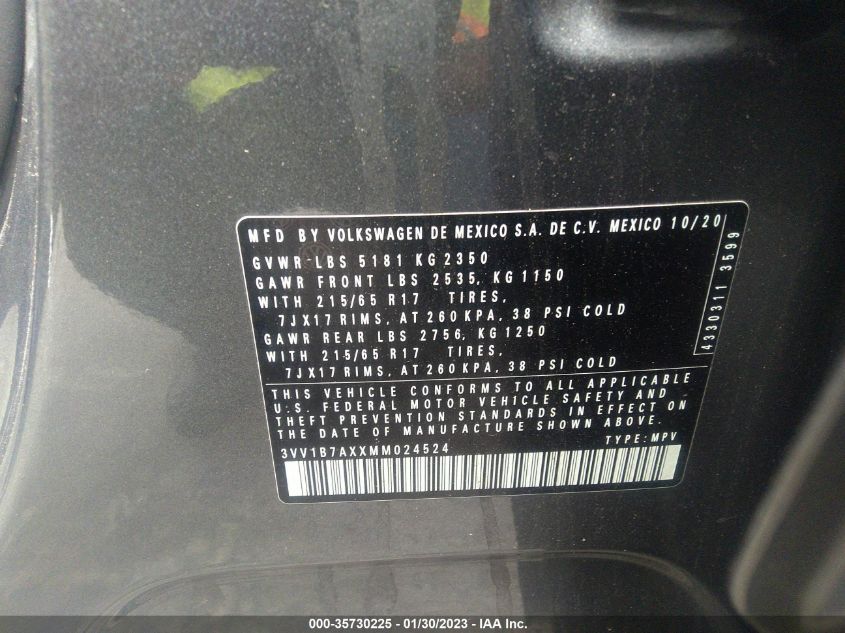 MFD BY VOLKSWAGEN DE MEXICO S.A. DE C.V. MEXICO 10/20
GVWR LBS 5181 KG 2350
GAWR FRONT LBS 2535, KG 1150
WITH 215/65 R17 TIRES,
7JX17 RIMS, AT 260 KPA, 38 PSI COLD
GAWR REAR LBS 2756, KG 1250
WITH 215/65 R17 TIRES,
7JX17 RIMS, AT 260 KPA, 38 PSI COLD
4330311 3599
THIS VEHICLE CONFORMS TO ALL APPLICABLE
U.S. FEDERAL MOTOR VEHICLE SAFETY AND
THEFT PREVENTION STANDARDS IN EFFECT ON
THE DATE OF MANUFACTURE SHOWN ABOVE.
3VV1B7AXXMM024524 TYPE: MPV
000-35730225 - 01/30/2023 - IAA Inc.